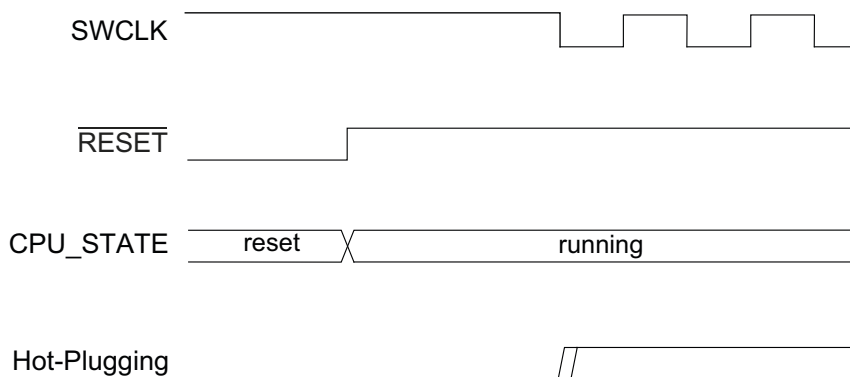 SWCLK
RESET
CPU_STATE
reset
running
Hot-Plugging